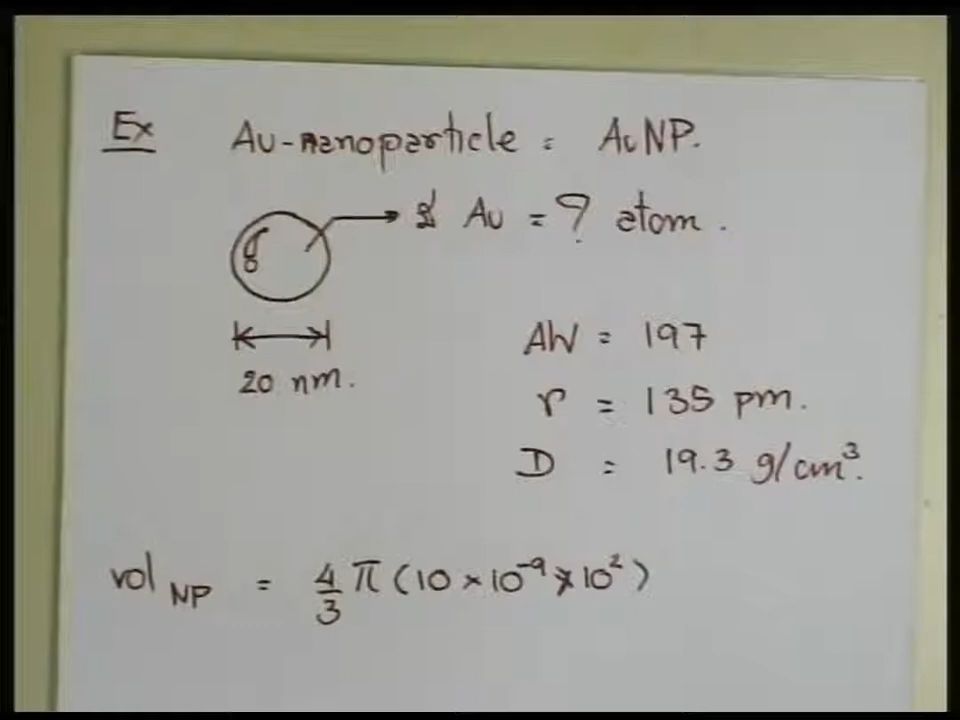 Ex Au-nanoparticle = AuNP.
มี Au = ? atom.
20 nm.
AW = 197
r = 135 pm.
D = 19.3 g/cm³.
vol NP = 4/3 π (10 × 10⁻⁹ × 10²)